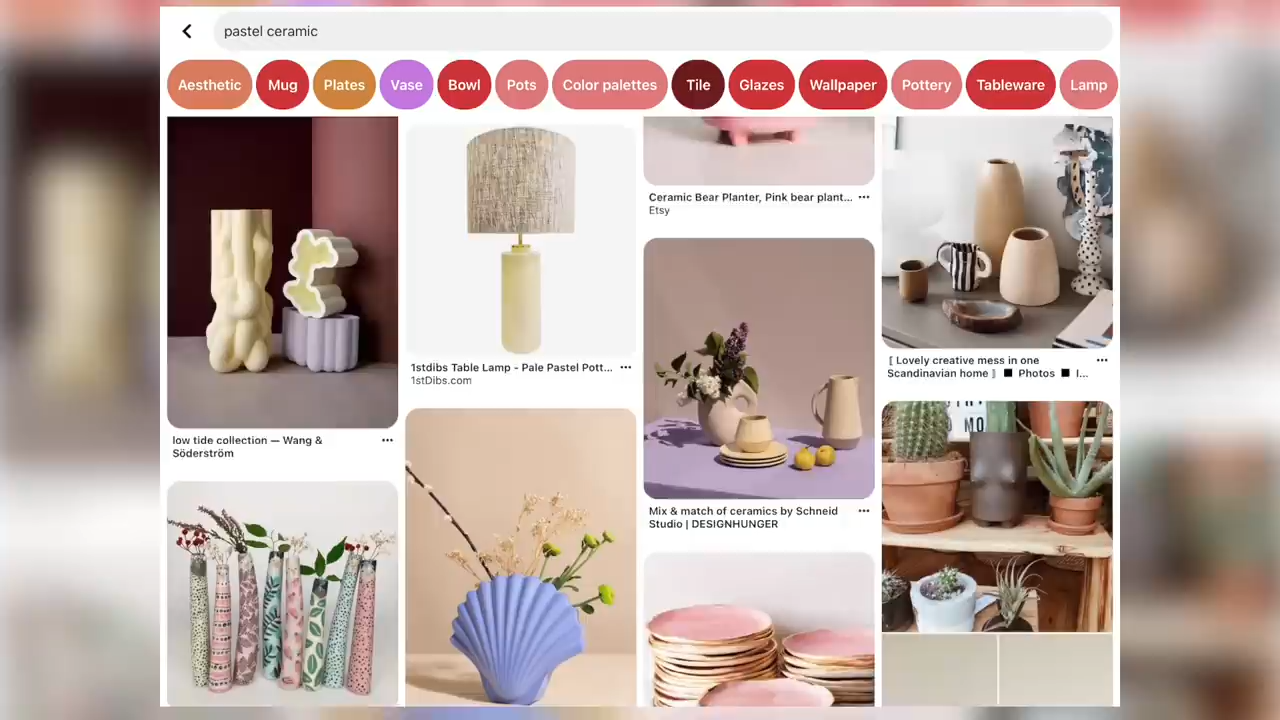 pastel ceramic
Aesthetic Mug Plates Vase Bowl Pots Color palettes Tile Glazes Wallpaper Pottery Tableware Lamp
low tide collection — Wang &
Söderström
1stdibs Table Lamp - Pale Pastel Pott...
1stDibs.com
Ceramic Bear Planter, Pink bear plant...
Etsy
Mix & match of ceramics by Schneid
Studio | DESIGNHUNGER
〖 Lovely creative mess in one
Scandinavian home 〗 ■ Photos ■ I...
MO